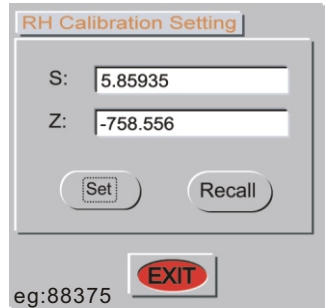 RH Calibration Setting
S: 5.85935
Z: -758.556
Set Recall
EXIT
eg:88375